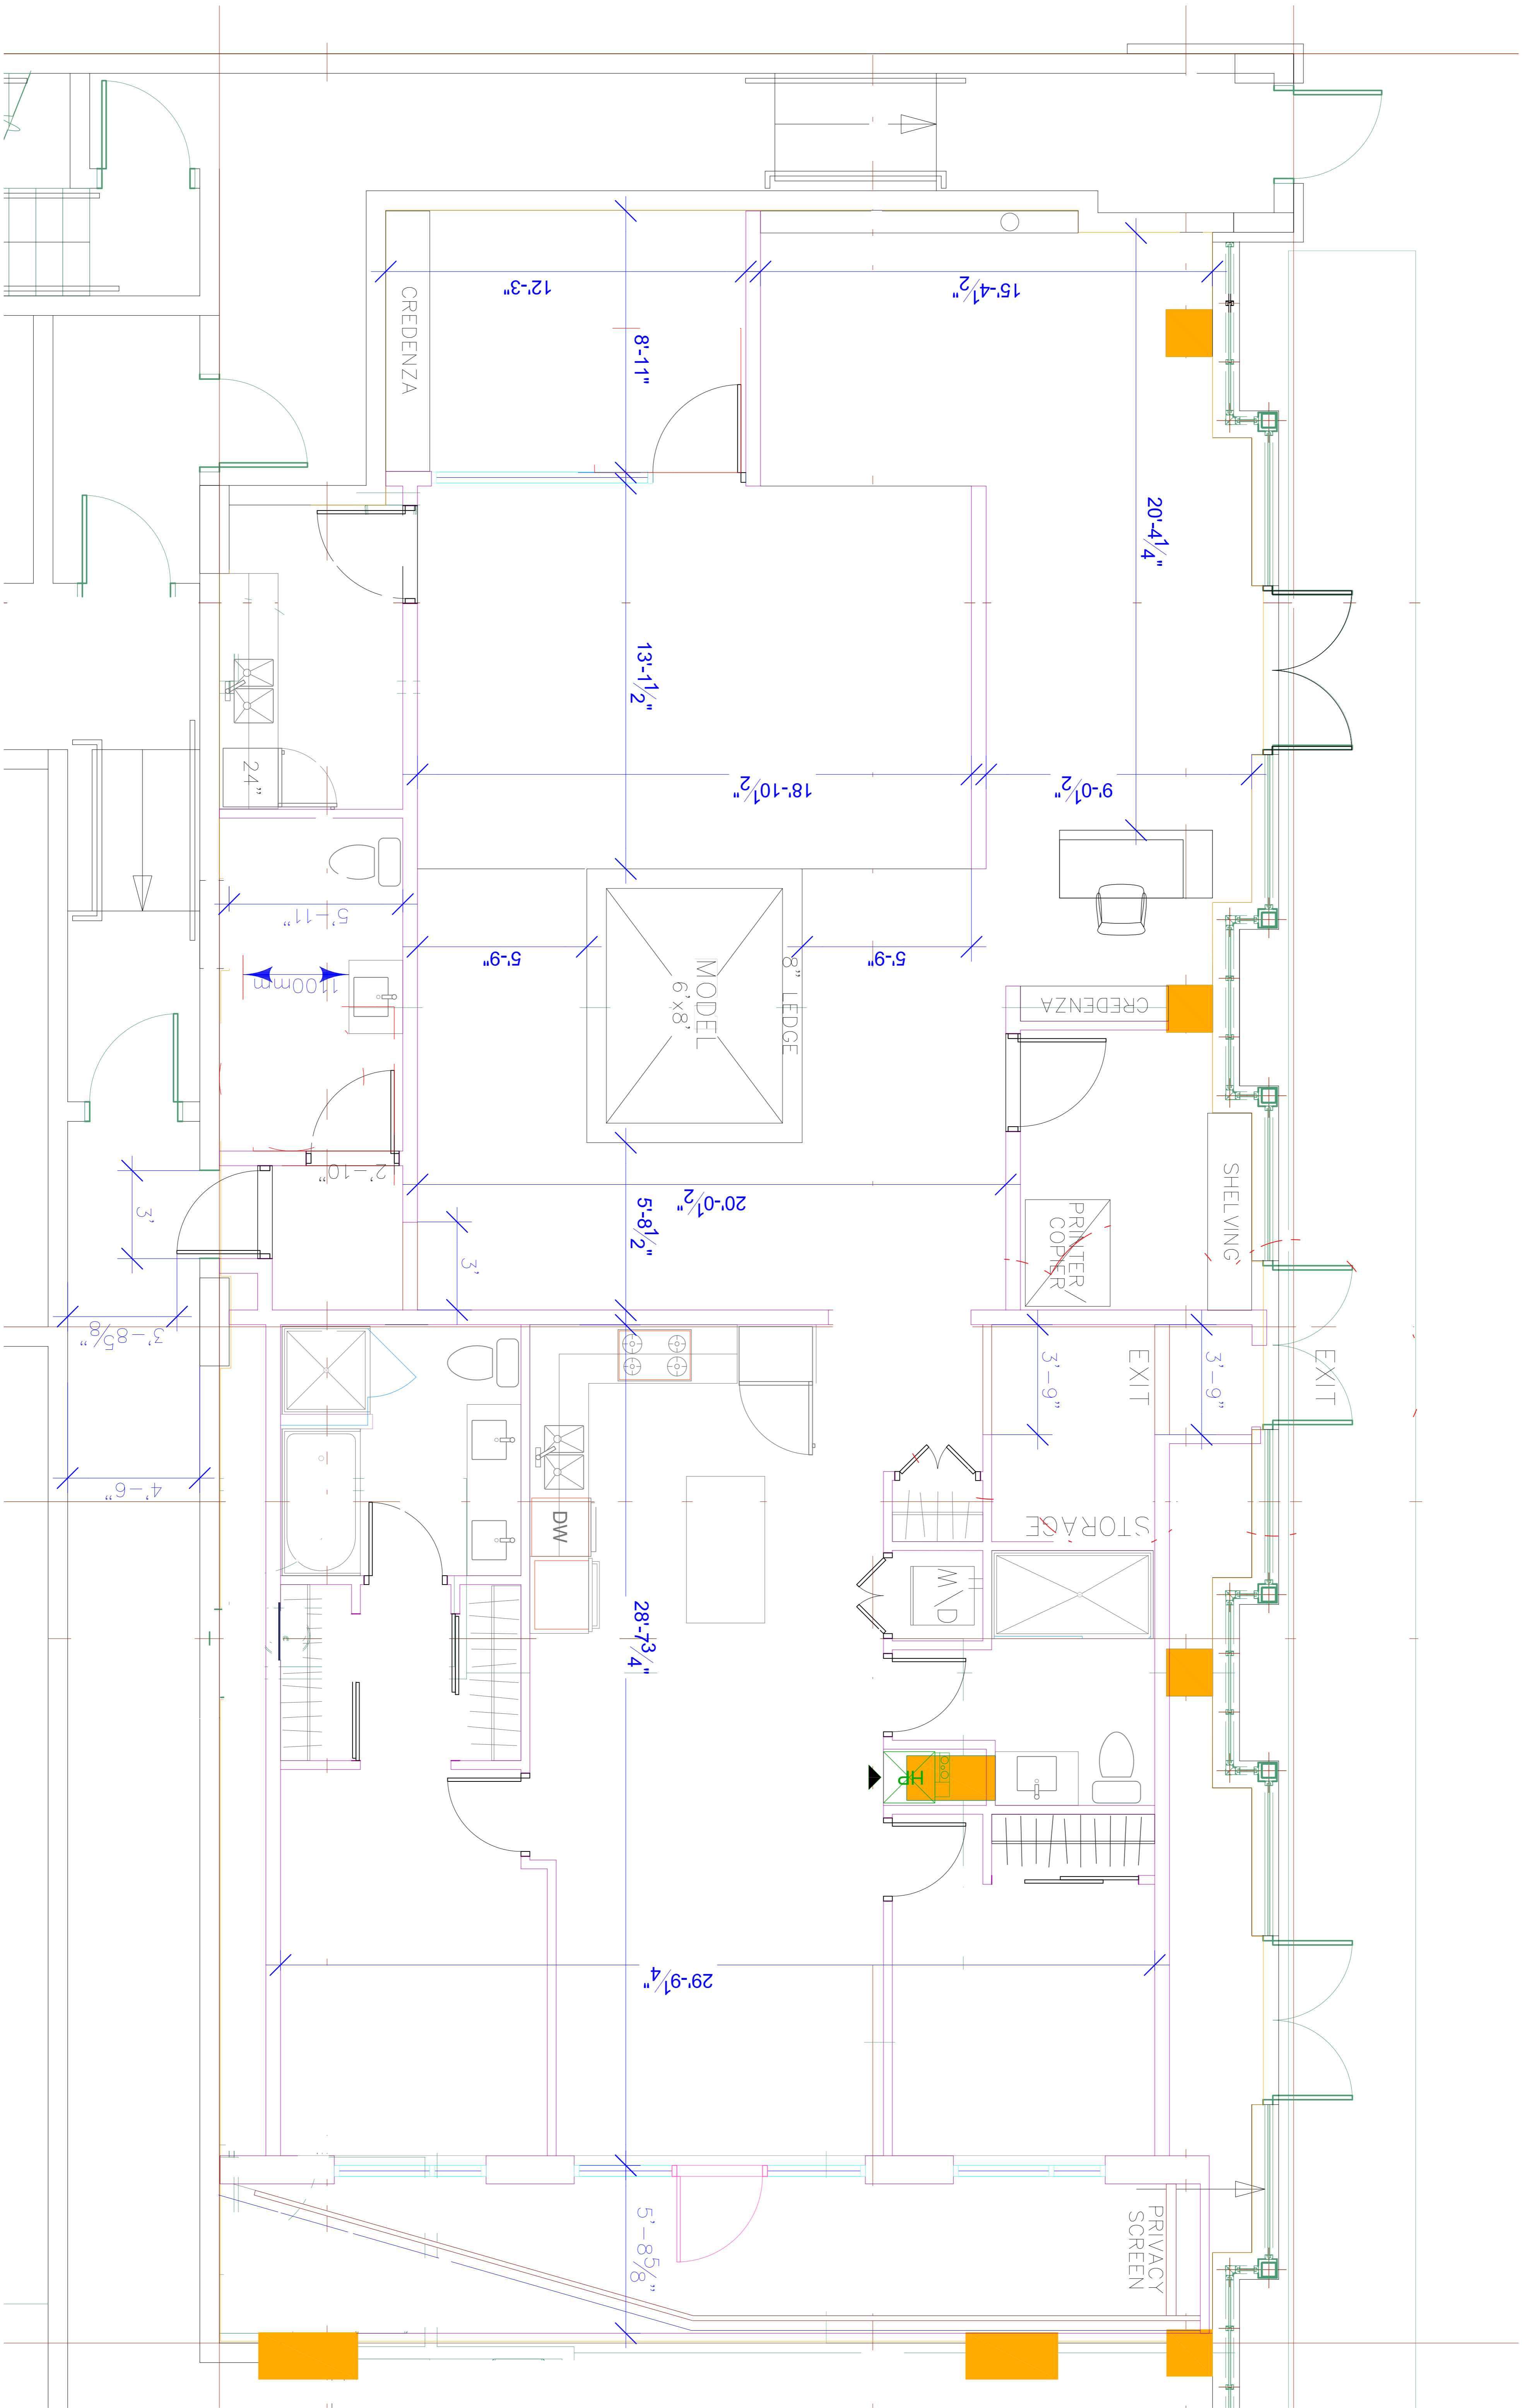 12'-3"
15'-4 1/2"
CREDENZA
8'-11"
20'-4 1/4"
13'-1 1/2"
24"
18'-10 1/2"
9'-0 1/2"
5'-11"
5'-9"
5'-9"
1100mm
MODEL
6'x8'
8" LEDGE
CREDENZA
2'-10"
SHELVING
3'
20'-0 1/2"
5'-8 1/2"
PRINTER/
COPIER
3'
3'-8 5/8"
3'-9"
EXIT
3'-9"
EXIT
4'-6"
DW
STORAGE
W/D
28'-7 3/4"
HP
29'-9 1/4"
5'-8 5/8"
PRIVACY
SCREEN